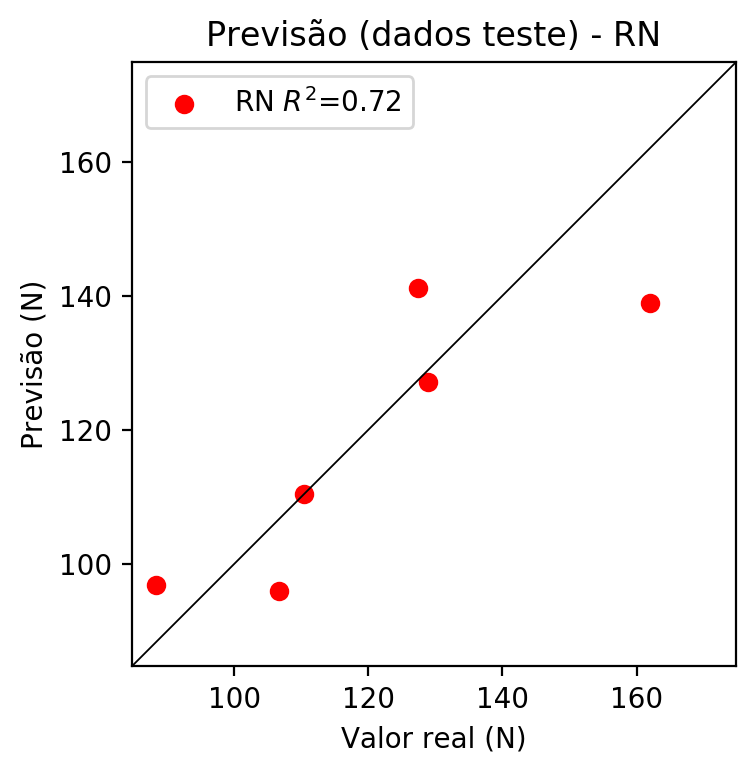 Previsão (dados teste) - RN
RN R²=0.72
160
140
120
100
Previsão (N)
100 120 140 160
Valor real (N)